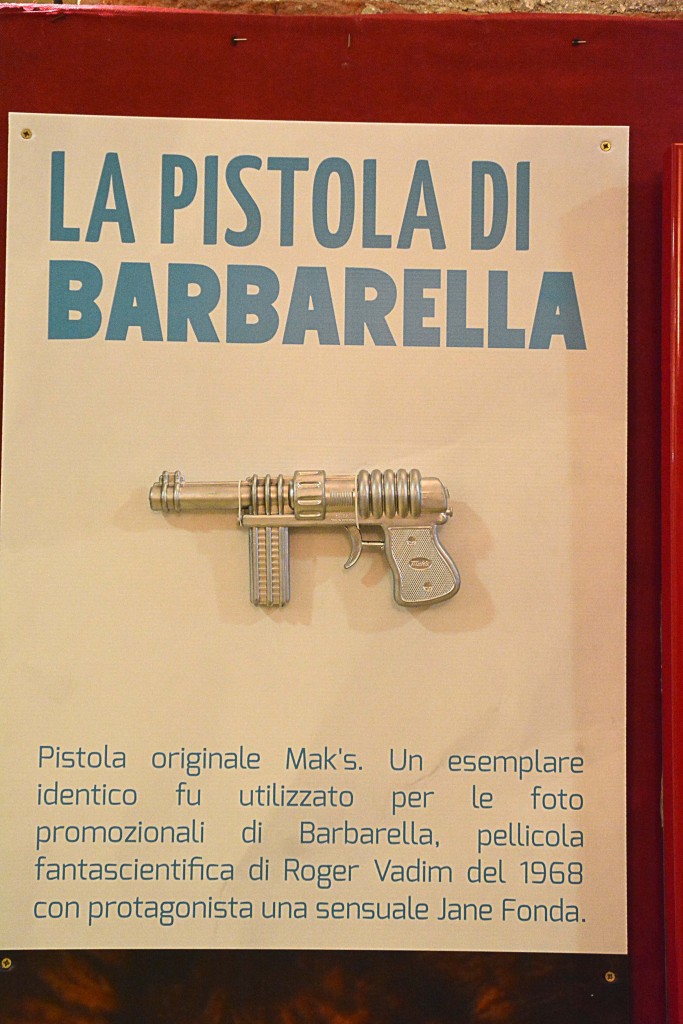 LA PISTOLA DI
BARBARELLA
Pistola originale Mak's. Un esemplare
identico fu utilizzato per le foto
promozionali di Barbarella, pellicola
fantascientifica di Roger Vadim del 1968
con protagonista una sensuale Jane Fonda.